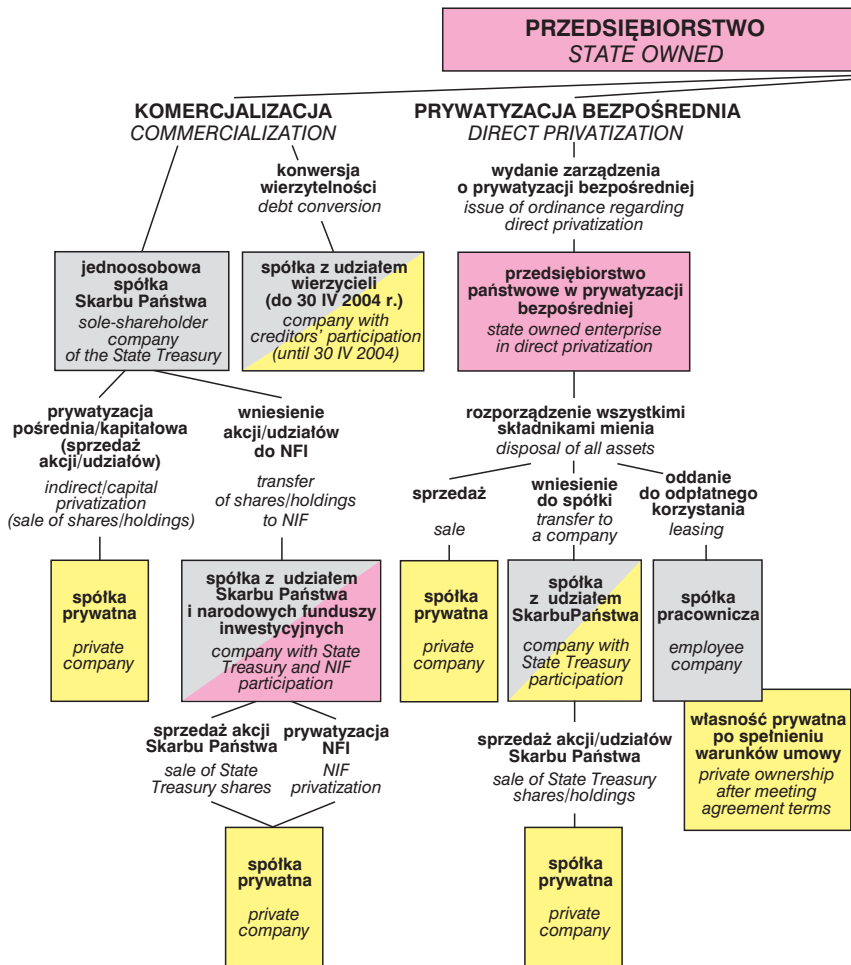 PRZEDSIĘBIORSTWO
STATE OWNED
KOMERCJALIZACJA
COMMERCIALIZATION
PRYWATYZACJA BEZPOŚREDNIA
DIRECT PRIVATIZATION
konwersja
wierzytelności
debt conversion
wydanie zarządzenia
o prywatyzacji bezpośredniej
issue of ordinance regarding
direct privatization
jednoosobowa
spółka
Skarbu Państwa
sole-shareholder
company
of the State Treasury
spółka z udziałem
wierzycieli
(do 30 IV 2004 r.)
company with
creditors' participation
(until 30 IV 2004)
przedsiębiorstwo
państwowe w prywatyzacji
bezpośredniej
state owned enterprise
in direct privatization
prywatyzacja
pośrednia/kapitałowa
(sprzedaż
akcji/udziałów)
indirect/capital
privatization
(sale of shares/holdings)
wniesienie
akcji/udziałów
do NFI
transfer
of shares/holdings
to NIF
rozporządzenie wszystkimi
składnikami mienia
disposal of all assets
sprzedaż
sale
wniesienie
do spółki
transfer to
a company
oddanie
do odpłatnego
korzystania
leasing
spółka
prywatna
private
company
spółka z udziałem
Skarbu Państwa
i narodowych funduszy
inwestycyjnych
company with State
Treasury and NIF
participation
spółka
prywatna
private
company
spółka
z udziałem
SkarbuPaństwa
company with
State Treasury
participation
spółka
pracownicza
employee
company
własność prywatna
po spełnieniu
warunków umowy
private ownership
after meeting
agreement terms
sprzedaż akcji
Skarbu Państwa
sale of State
Treasury shares
prywatyzacja
NFI
NIF
privatization
sprzedaż akcji/udziałów
Skarbu Państwa
sale of State Treasury
shares/holdings
spółka
prywatna
private
company
spółka
prywatna
private
company